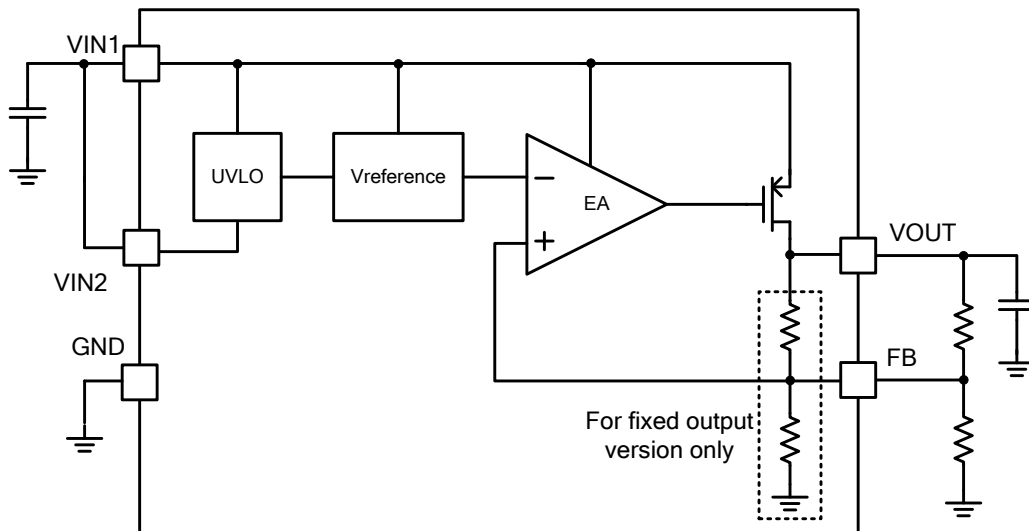 VIN1
UVLO
Vreference
EA
−
+
VIN2
VOUT
GND
FB
For fixed output
version only